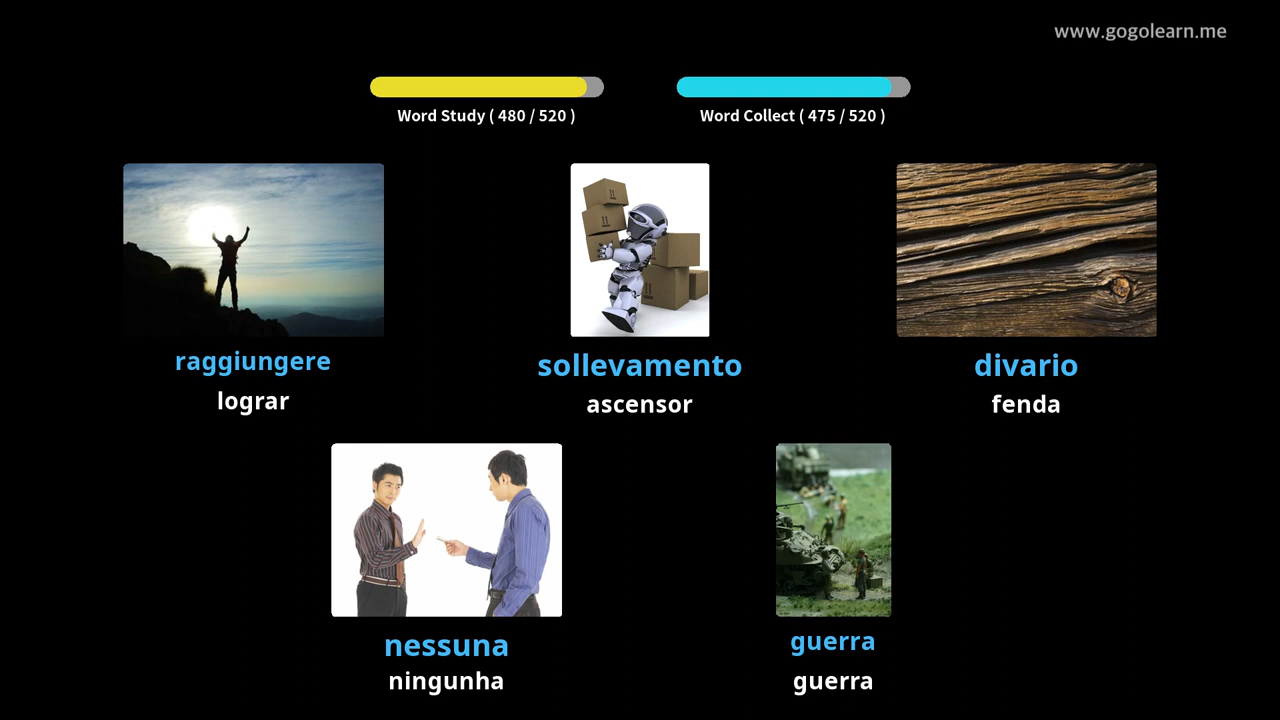 www.gogolearn.me
Word Study ( 480 / 520 )
Word Collect ( 475 / 520 )
raggiungere
lograr
sollevamento
ascensor
divario
fenda
nessuna
ningunha
guerra
guerra